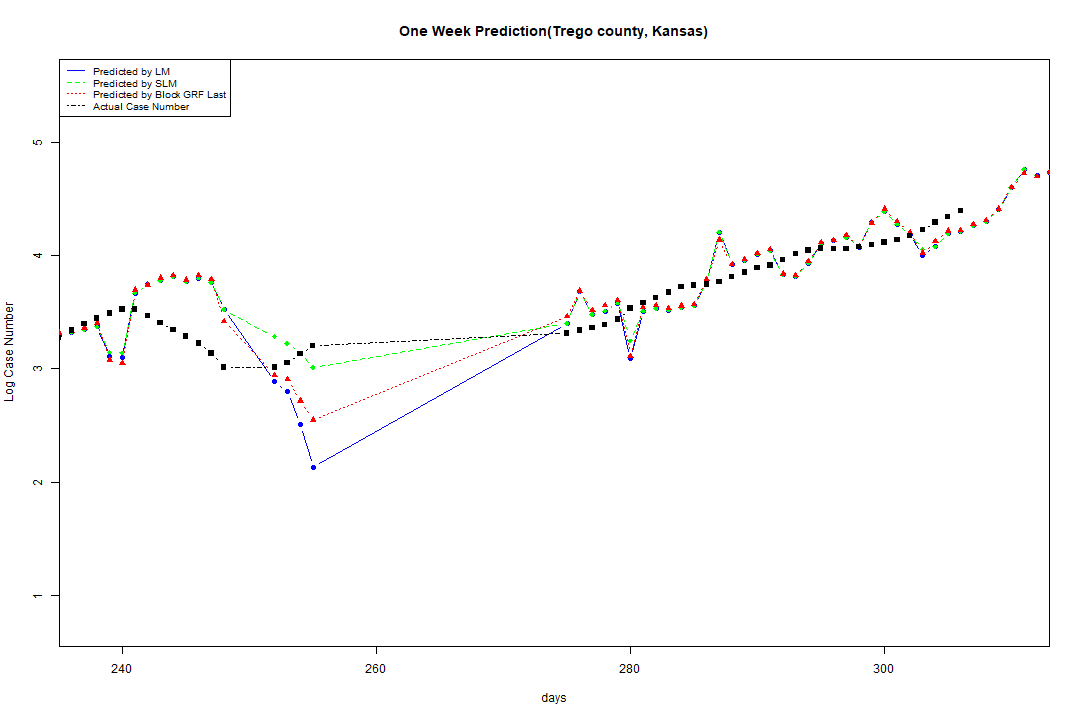 One Week Prediction(Trego county, Kansas)
Predicted by LM
Predicted by SLM
Predicted by Block GRF Last
Actual Case Number
5
4
3
2
1
Log Case Number
240 260 280 300
days